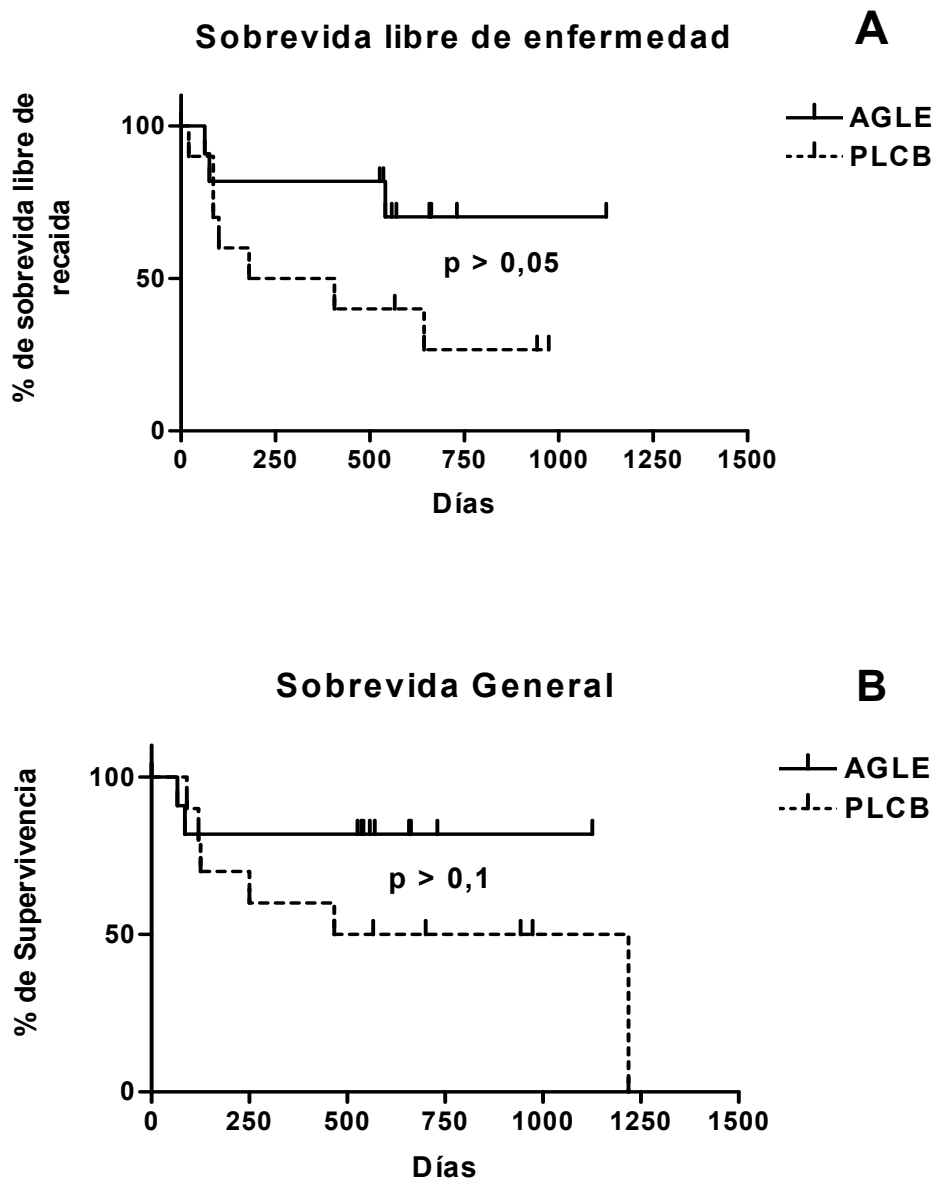 Sobrevida libre de enfermedad
A
% de sobrevida libre de
recaida
100
50
0
0 250 500 750 1000 1250 1500
Días
p > 0,05
AGLE
PLCB
Sobrevida General
B
% de Supervivencia
100
50
0
0 250 500 750 1000 1250 1500
Días
p > 0,1
AGLE
PLCB